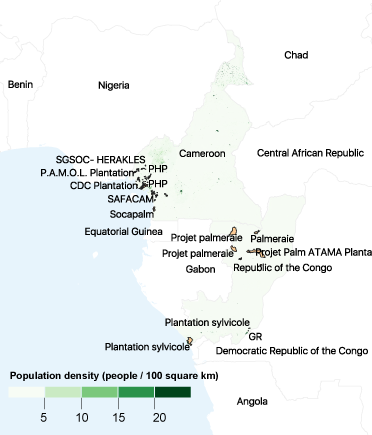 Chad
Benin
Nigeria
Cameroon
Central African Republic
SGSOC- HERAKLES
PHP
P.A.M.O.L. Plantation
CDC Plantation
PHP
SAFACAM
Socapalm
Equatorial Guinea
Projet palmeraie
Palmeraie
Projet palmeraie
Projet Palm ATAMA Planta
Gabon
Republic of the Congo
Plantation sylvicole
GR
Plantation sylvicole
Democratic Republic of the Congo
Population density (people / 100 square km)
Angola
5 10 15 20